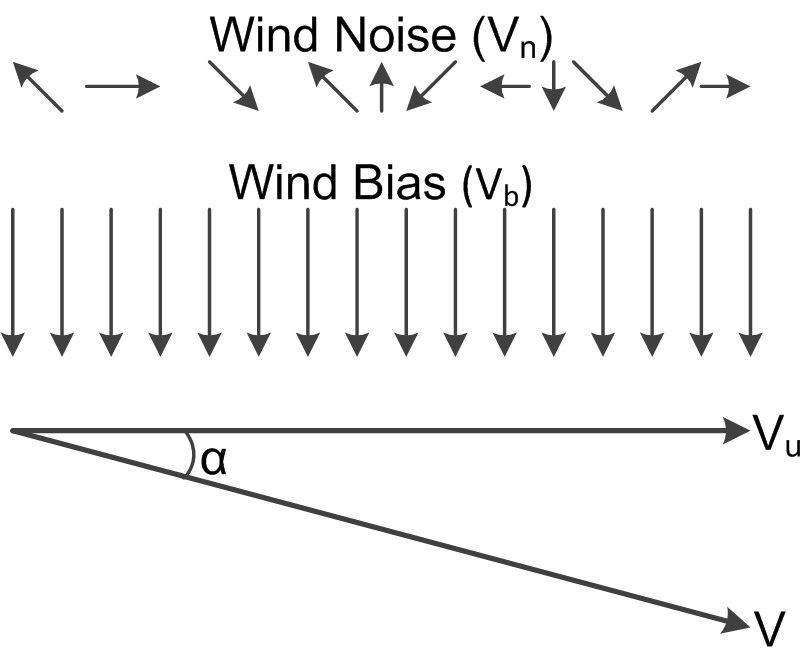 Wind Noise (Vn)
Wind Bias (Vb)
Vu
α
V